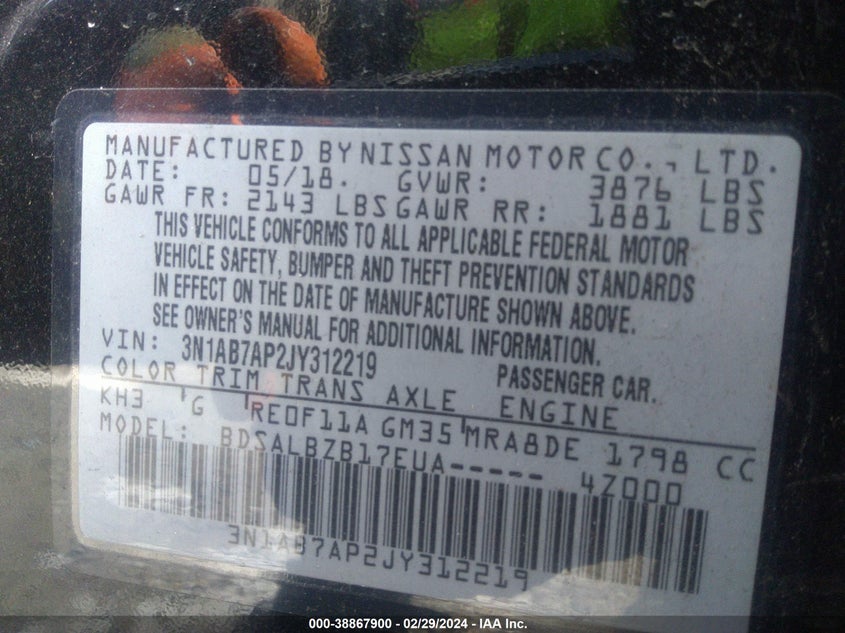 MANUFACTURED BY NISSAN MOTOR CO., LTD.
DATE: 05/18. GVWR: 3876 LBS
GAWR FR: 2143 LBS GAWR RR: 1881 LBS
THIS VEHICLE CONFORMS TO ALL APPLICABLE FEDERAL MOTOR
VEHICLE SAFETY, BUMPER AND THEFT PREVENTION STANDARDS
IN EFFECT ON THE DATE OF MANUFACTURE SHOWN ABOVE.
SEE OWNER'S MANUAL FOR ADDITIONAL INFORMATION.
VIN: 3N1AB7AP2JY312219 PASSENGER CAR.
COLOR TRIM TRANS AXLE ENGINE
KH3 G RE0F11A GM35 MRA8DE 1798 CC
MODEL: BDSALBZB17EUA----- 4Z000
3N1AB7AP2JY312219
000-38867900 - 02/29/2024 - IAA Inc.